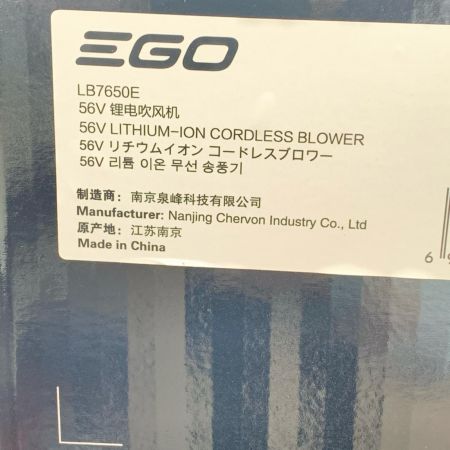 EGO
LB7650E
56V 锂电吹风机
56V LITHIUM-ION CORDLESS BLOWER
56V リチウムイオン コードレスブロワー
56V 리튬 이온 무선 송풍기
制造商: 南京泉峰科技有限公司
Manufacturer: Nanjing Chervon Industry Co., Ltd
原产地: 江苏南京
Made in China
6